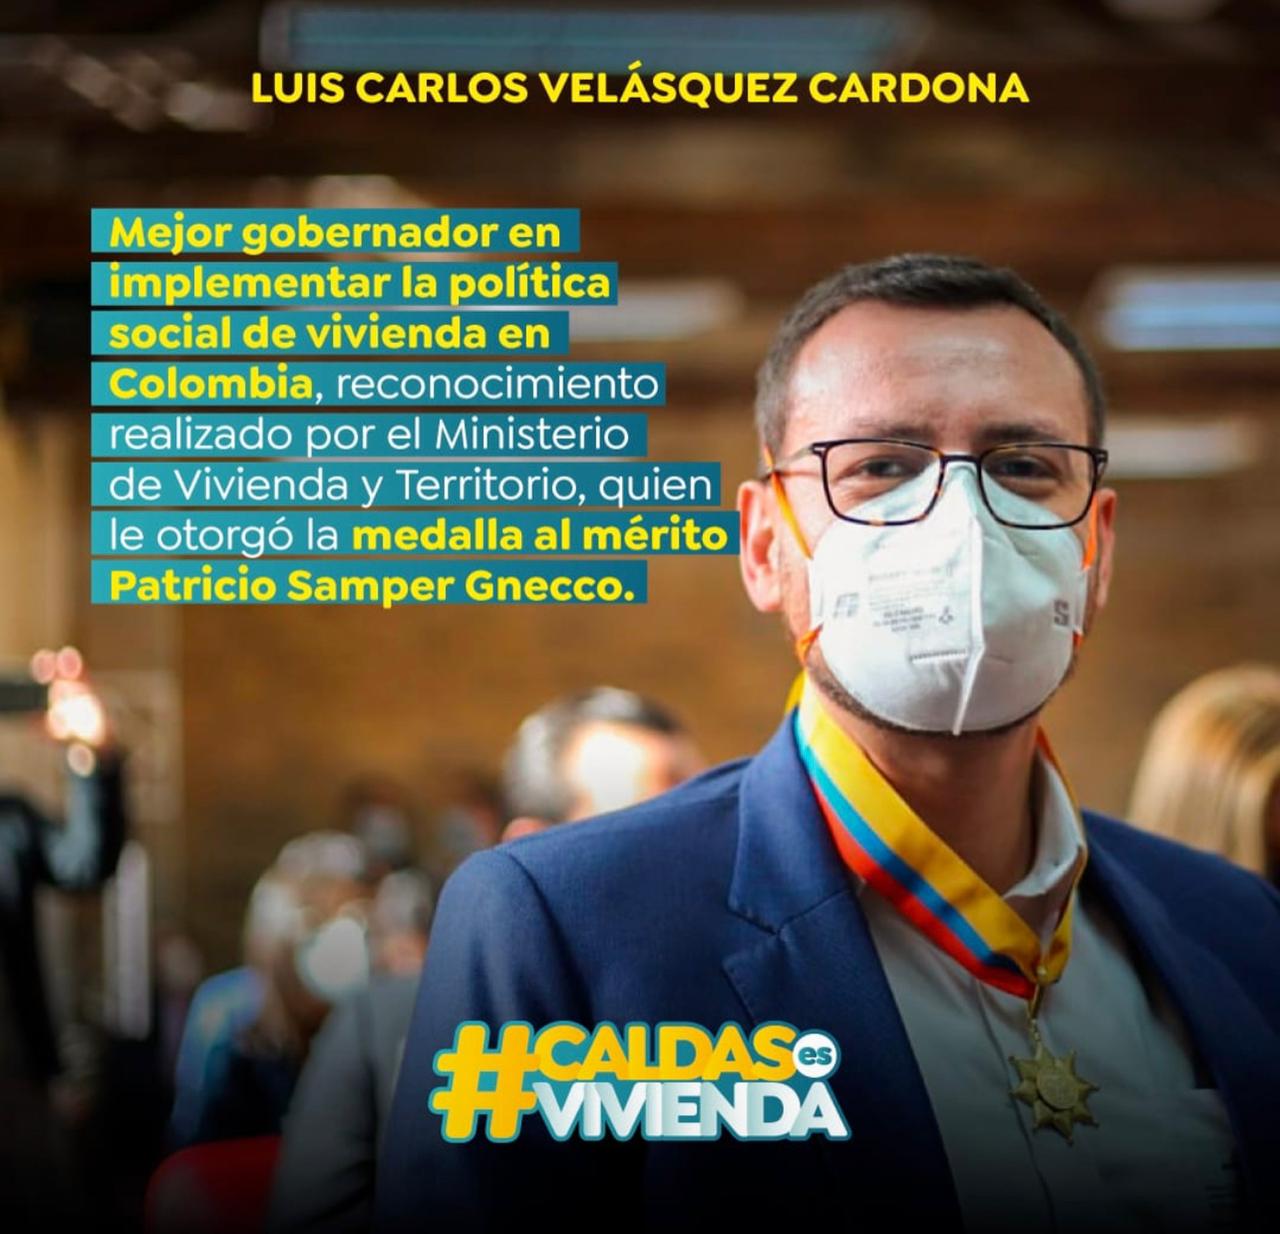 LUIS CARLOS VELÁSQUEZ CARDONA
Mejor gobernador en
implementar la política
social de vivienda en
Colombia, reconocimiento
realizado por el Ministerio
de Vivienda y Territorio, quien
le otorgó la medalla al mérito
Patricio Samper Gnecco.
#CALDAS es
VIVIENDA